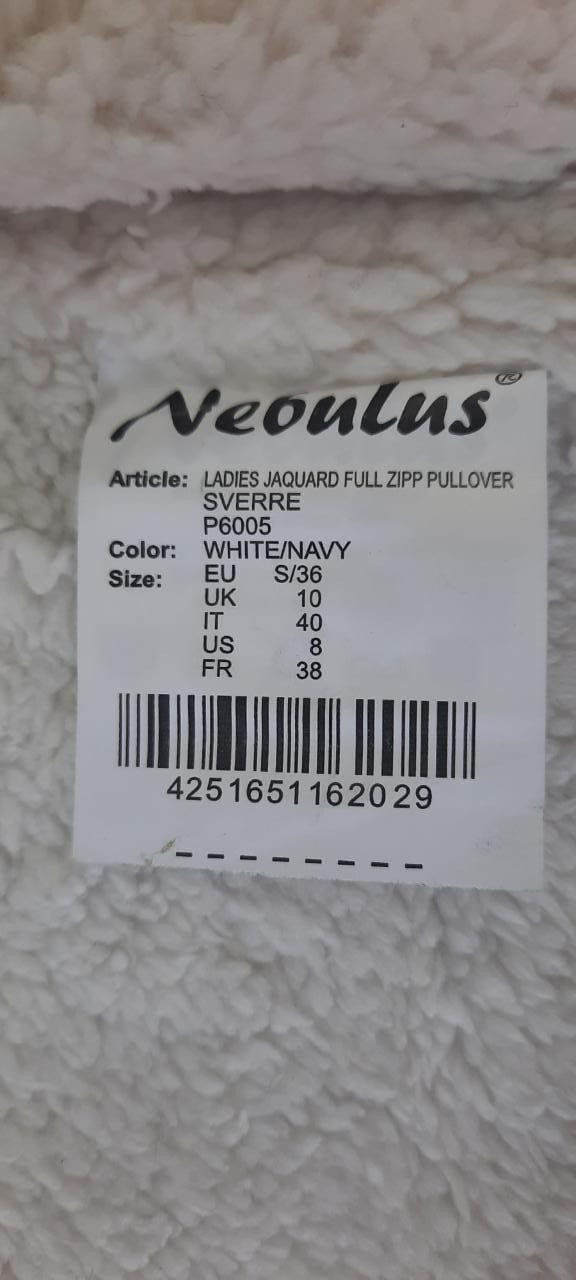 Neoulus®
Article: LADIES JAQUARD FULL ZIPP PULLOVER
SVERRE
P6005
Color: WHITE/NAVY
Size: EU S/36
UK 10
IT 40
US 8
FR 38
4251651162029